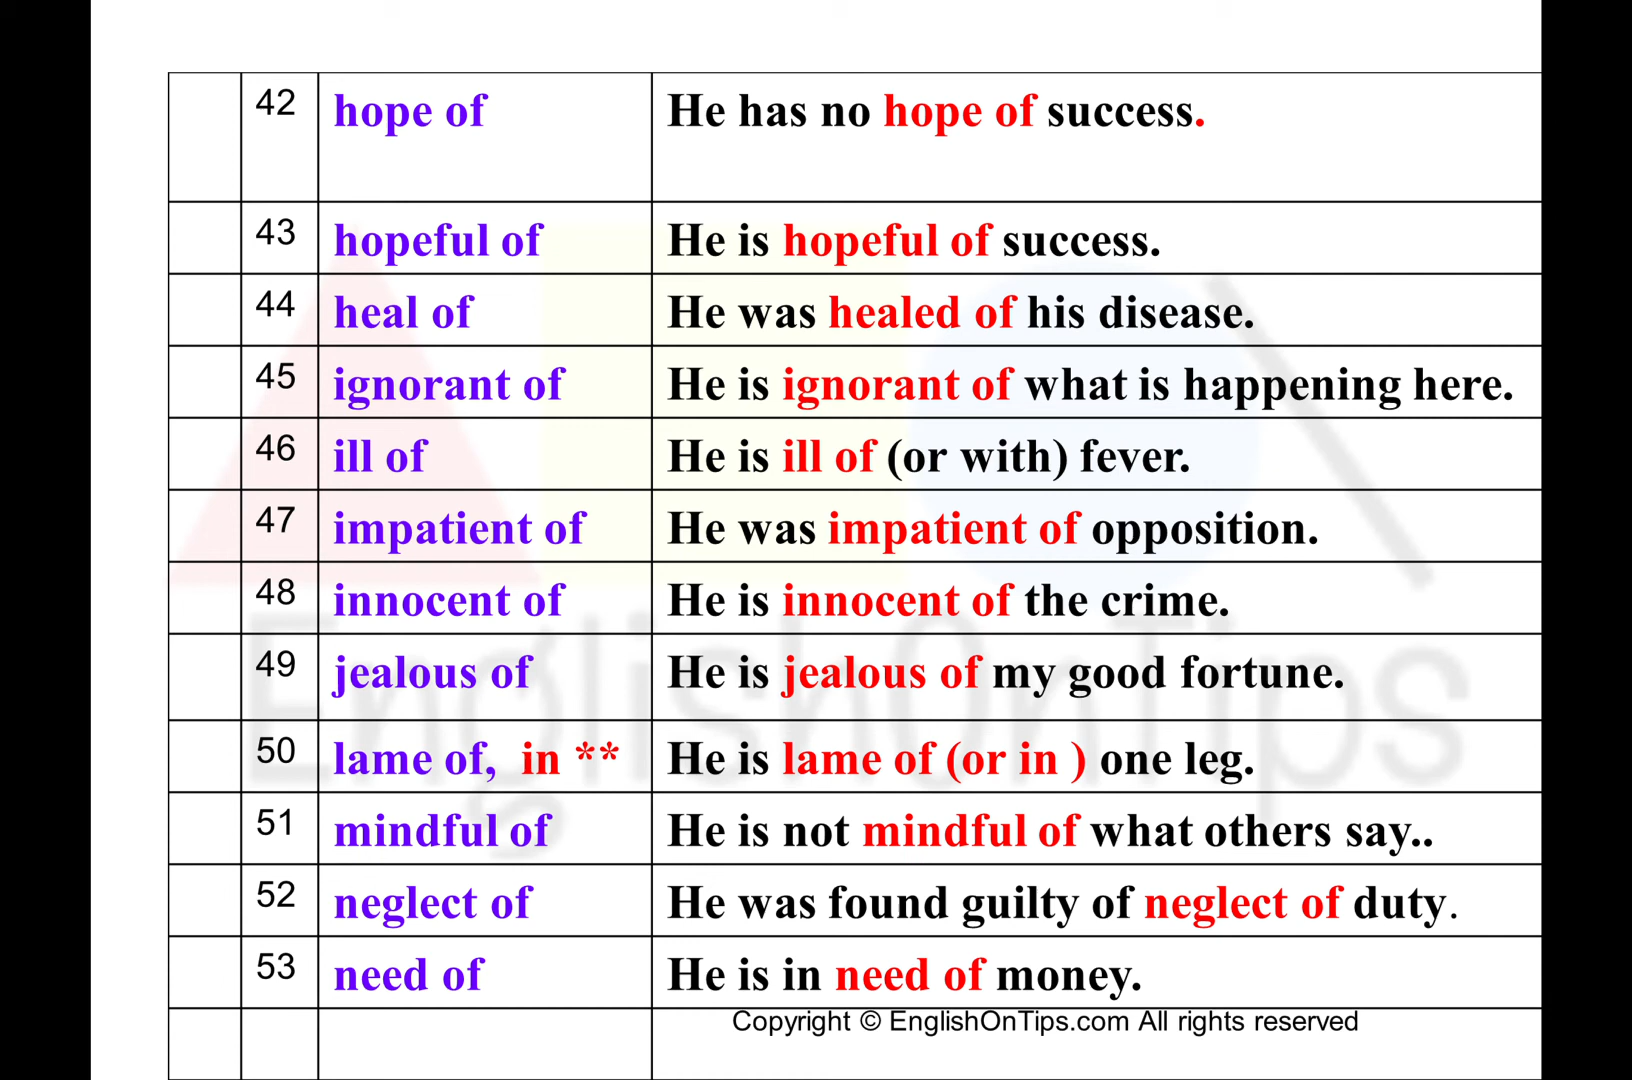 42 hope of He has no hope of success.
43 hopeful of He is hopeful of success.
44 heal of He was healed of his disease.
45 ignorant of He is ignorant of what is happening here.
46 ill of He is ill of (or with) fever.
47 impatient of He was impatient of opposition.
48 innocent of He is innocent of the crime.
49 jealous of He is jealous of my good fortune.
50 lame of, in ** He is lame of (or in ) one leg.
51 mindful of He is not mindful of what others say..
52 neglect of He was found guilty of neglect of duty.
53 need of He is in need of money.
Copyright © EnglishOnTips.com All rights reserved
EnglishOnTips